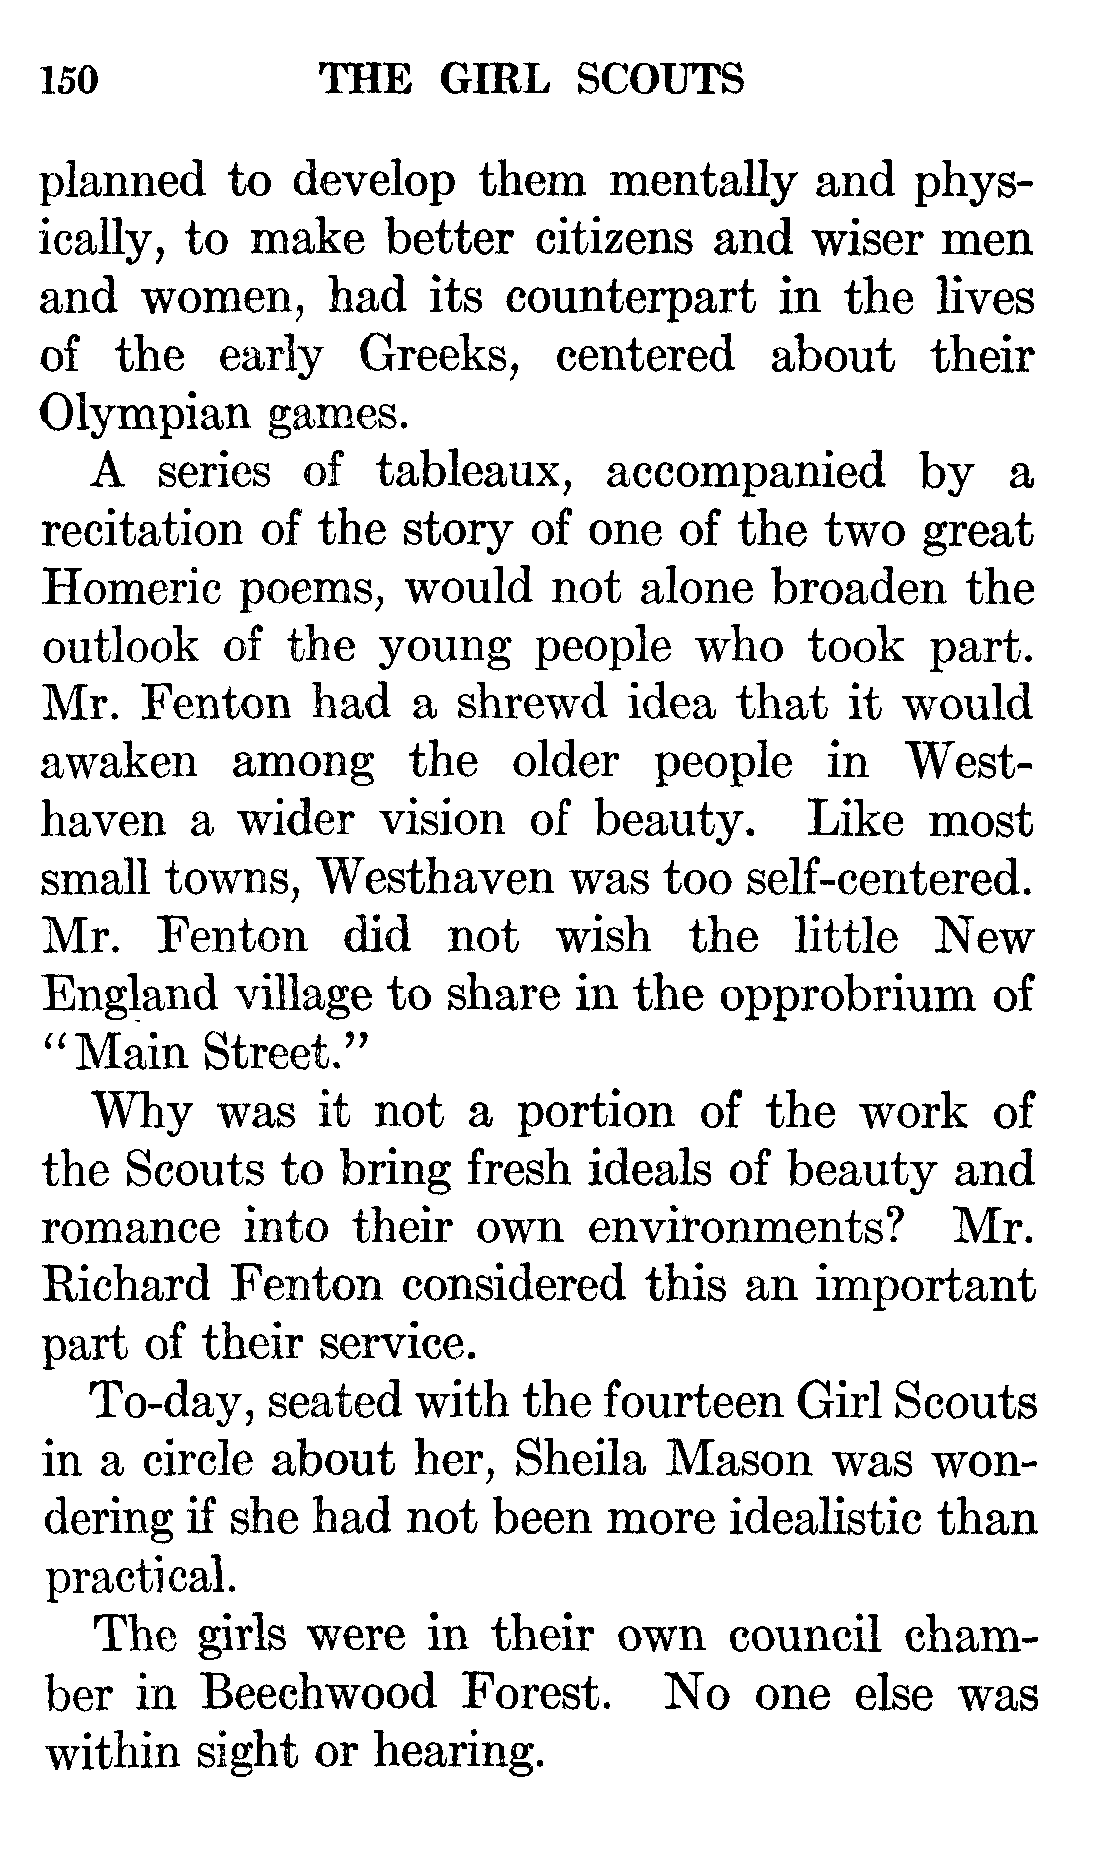 150 THE GIRL SCOUTS
planned to develop them mentally and phys-
ically, to make better citizens and wiser men
and women, had its counterpart in the lives
of the early Greeks, centered about their
Olympian games.
A series of tableaux, accompanied by a
recitation of the story of one of the two great
Homeric poems, would not alone broaden the
outlook of the young people who took part.
Mr. Fenton had a shrewd idea that it would
awaken among the older people in West-
haven a wider vision of beauty. Like most
small towns, Westhaven was too self-centered.
Mr. Fenton did not wish the little New
England village to share in the opprobrium of
“Main Street.”
Why was it not a portion of the work of
the Scouts to bring fresh ideals of beauty and
romance into their own environments? Mr.
Richard Fenton considered this an important
part of their service.
To-day, seated with the fourteen Girl Scouts
in a circle about her, Sheila Mason was won-
dering if she had not been more idealistic than
practical.
The girls were in their own council cham-
ber in Beechwood Forest. No one else was
within sight or hearing.